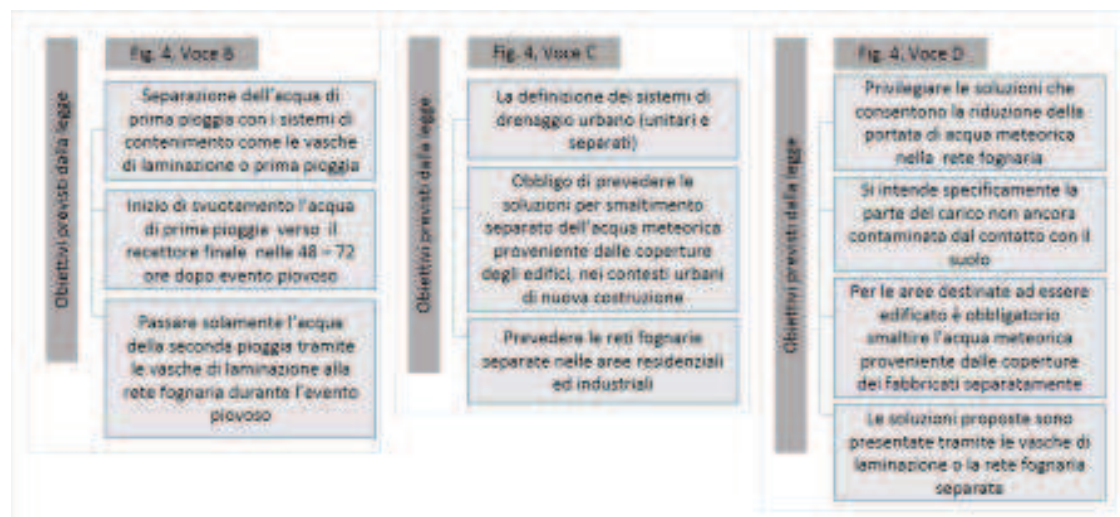 Fig. 4, Voce B
Obiettivi previsti dalla legge
Separazione dell'acqua di
prima pioggia con i sistemi di
contenimento come le vasche
di laminazione o prima pioggia
Inizio di svuotamento l'acqua
di prima pioggia verso il
recettore finale nelle 48 – 72
ore dopo evento piovoso
Passare solamente l'acqua
della seconda pioggia tramite
le vasche di laminazione alla
rete fognaria durante l'evento
piovoso
Fig. 4, Voce C
Obiettivi previsti dalla legge
La definizione dei sistemi di
drenaggio urbano (unitari e
separati)
Obbligo di prevedere le
soluzioni per smaltimento
separato dell'acqua meteorica
proveniente dalle coperture
degli edifici, nei contesti urbani
di nuova costruzione
Prevedere le reti fognarie
separate nelle aree residenziali
ed industriali
Fig. 4, Voce D
Obiettivi previsti dalla legge
Privilegiare le soluzioni che
consentono la riduzione della
portata di acqua meteorica
nella rete fognaria
Si intende specificamente la
parte del carico non ancora
contaminata dal contatto con il
suolo
Per le aree destinate ad essere
edificato è obbligatorio
smaltire l'acqua meteorica
proveniente dalle coperture
dei fabbricati separatamente
Le soluzioni proposte sono
presentate tramite le vasche di
laminazione o la rete fognaria
separata